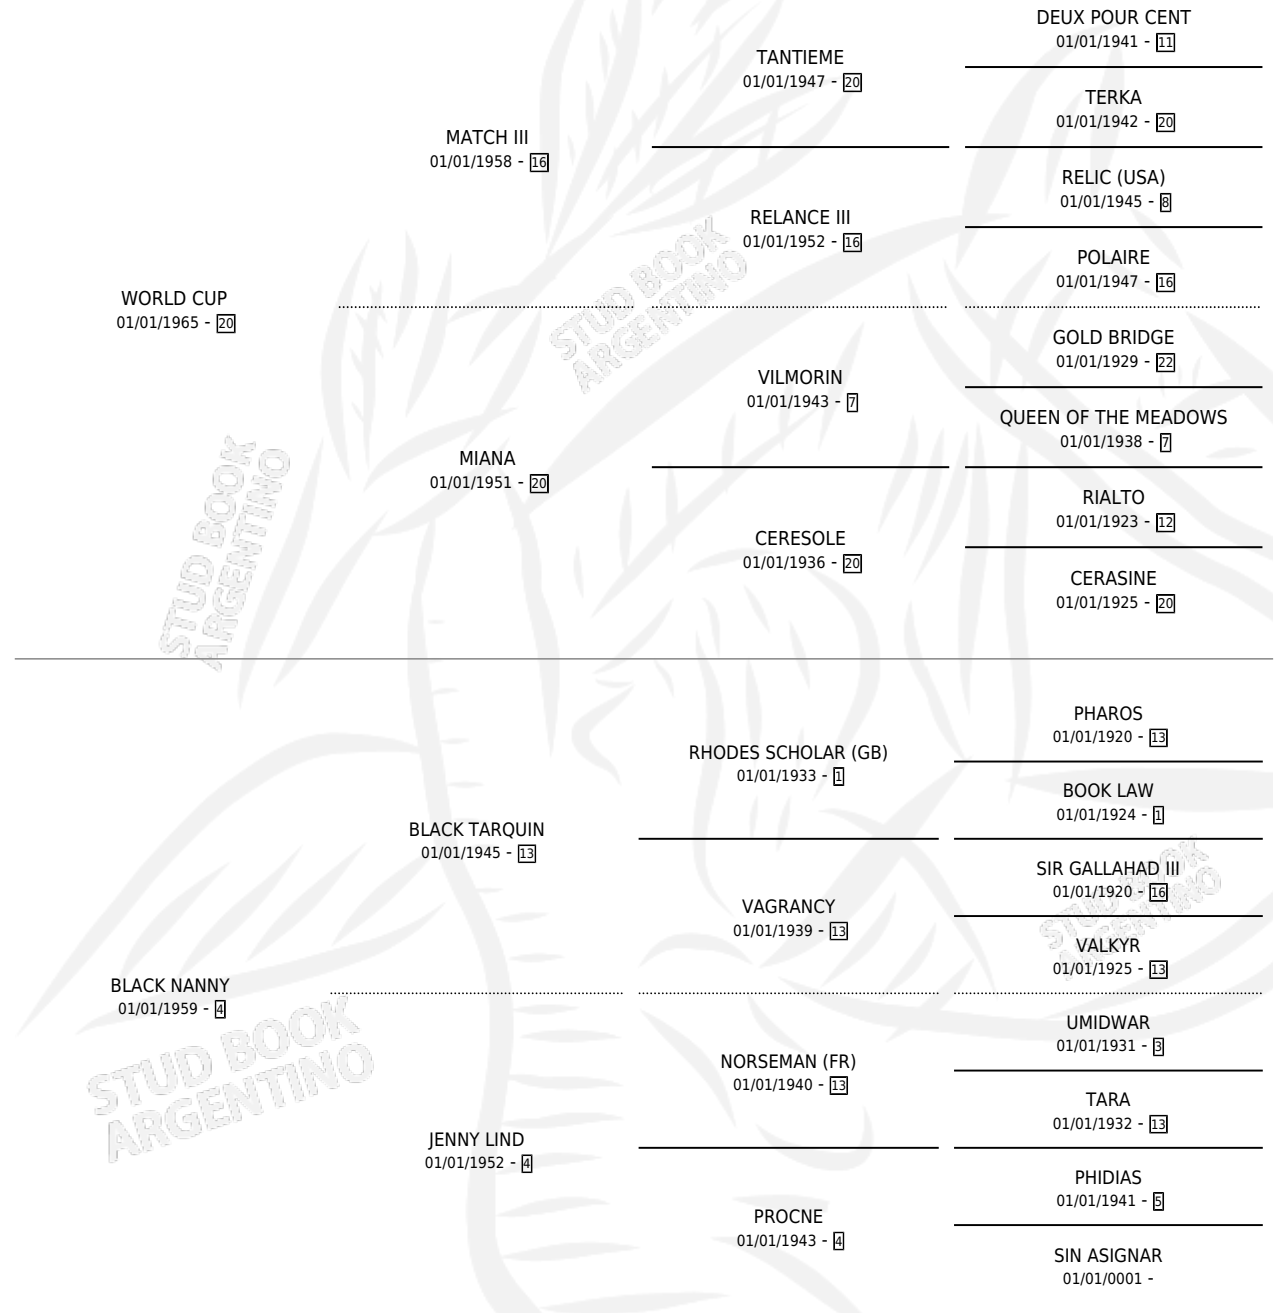 DEUX POUR CENT
01/01/1941 - 11
TANTIEME
01/01/1947 - 20
TERKA
01/01/1942 - 20
MATCH III
01/01/1958 - 16
RELIC (USA)
01/01/1945 - 8
RELANCE III
01/01/1952 - 16
POLAIRE
01/01/1947 - 16
WORLD CUP
01/01/1965 - 20
GOLD BRIDGE
01/01/1929 - 22
VILMORIN
01/01/1943 - 7
QUEEN OF THE MEADOWS
01/01/1938 - 7
MIANA
01/01/1951 - 20
RIALTO
01/01/1923 - 12
CERESOLE
01/01/1936 - 20
CERASINE
01/01/1925 - 20
STUD BOOK
ARGENTINO
STUD BOOK
ARGENTINO
PHAROS
01/01/1920 - 13
RHODES SCHOLAR (GB)
01/01/1933 - 1
BOOK LAW
01/01/1924 - 1
BLACK TARQUIN
01/01/1945 - 13
SIR GALLAHAD III
01/01/1920 - 16
VAGRANCY
01/01/1939 - 13
VALKYR
01/01/1925 - 13
BLACK NANNY
01/01/1959 - 4
UMIDWAR
01/01/1931 - 3
NORSEMAN (FR)
01/01/1940 - 13
TARA
01/01/1932 - 13
JENNY LIND
01/01/1952 - 4
PHIDIAS
01/01/1941 - 5
PROCNE
01/01/1943 - 4
SIN ASIGNAR
01/01/0001 -
STUD BOOK
ARGENTINO
STUD BOOK
ARGENTINO